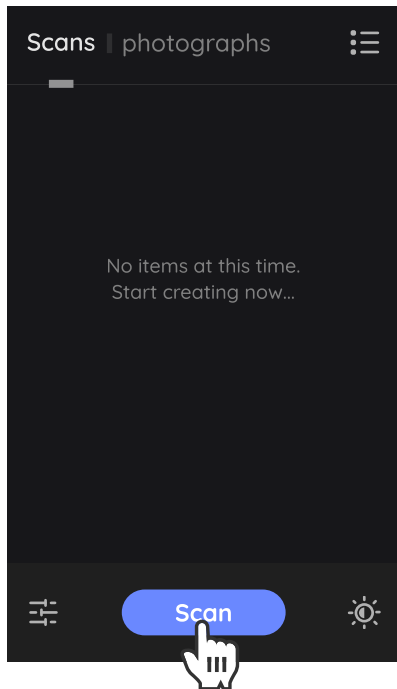 Scans photographs
No items at this time.
Start creating now...
Scan